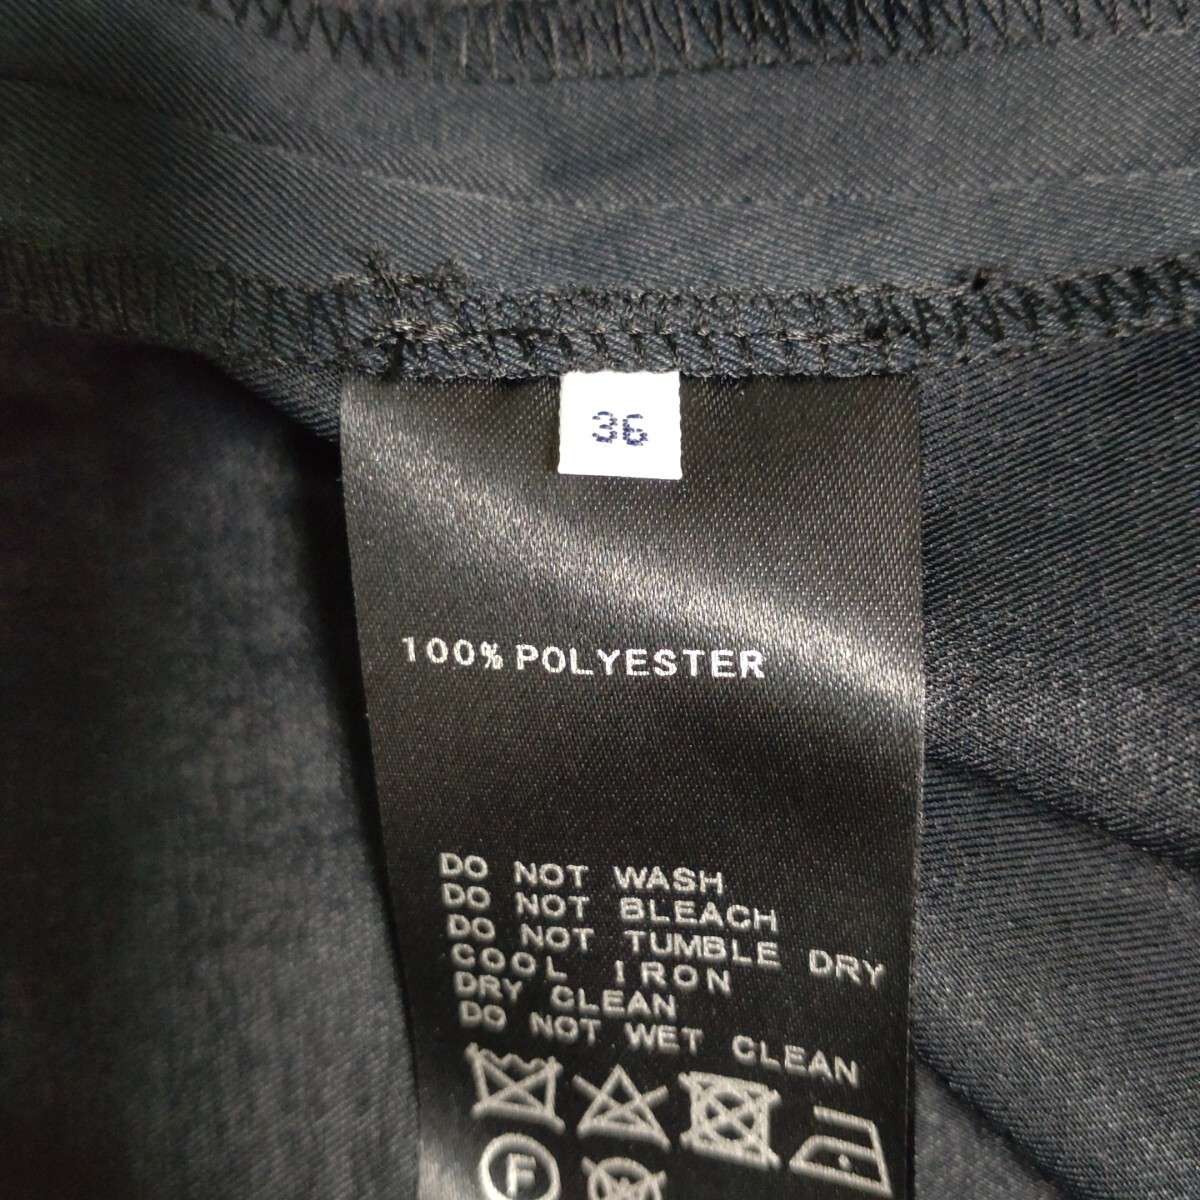 36
100% POLYESTER
DO NOT WASH
DO NOT BLEACH
DO NOT TUMBLE DRY
COOL IRON
DRY CLEAN
DO NOT WET CLEAN
F
W